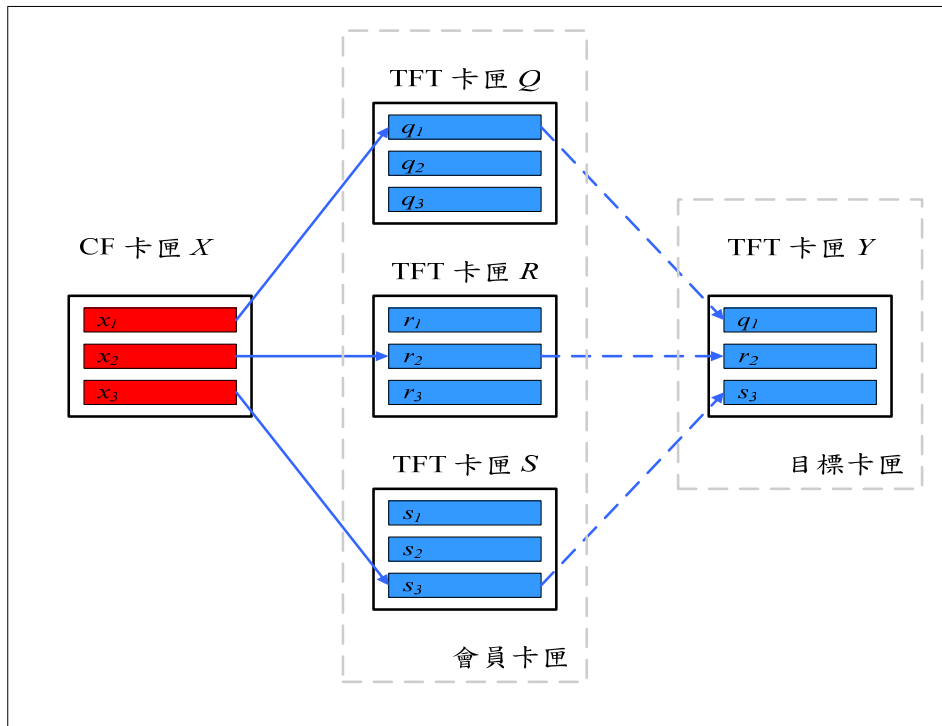 TFT 卡匣 Q
q1
q2
q3
CF 卡匣 X
x1
x2
x3
TFT 卡匣 R
r1
r2
r3
TFT 卡匣 Y
q1
r2
s3
目標卡匣
TFT 卡匣 S
s1
s2
s3
會員卡匣